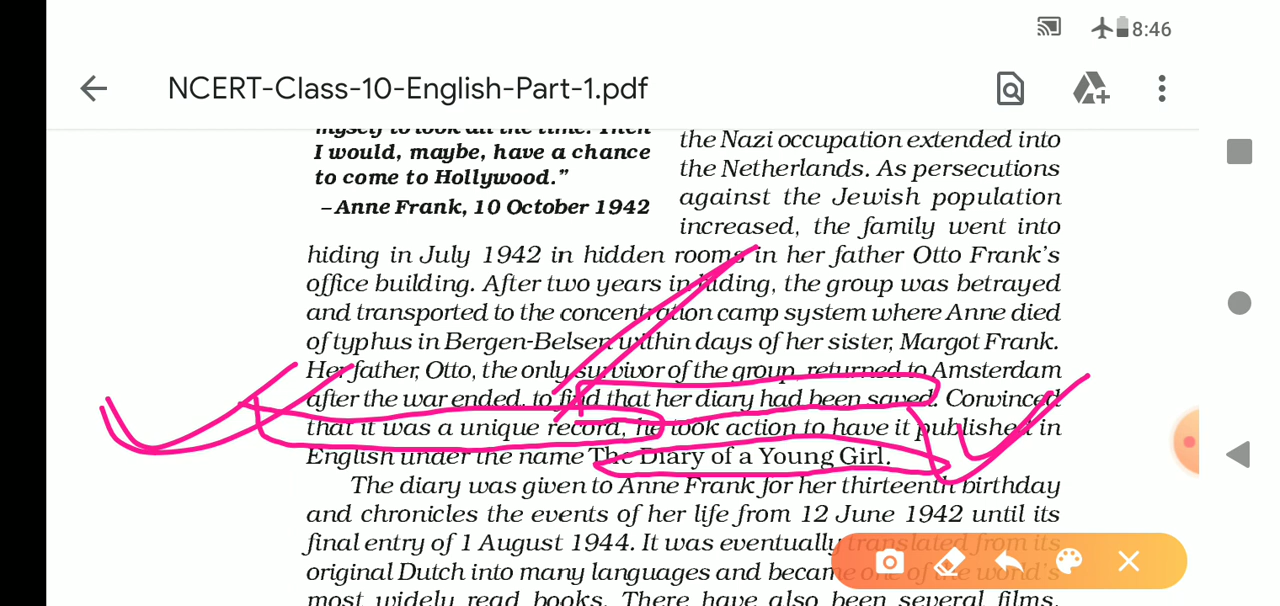 8:46
NCERT-Class-10-English-Part-1.pdf
myself to look all the time. Then
I would, maybe, have a chance
to come to Hollywood.”
– Anne Frank, 10 October 1942
the Nazi occupation extended into
the Netherlands. As persecutions
against the Jewish population
increased, the family went into
hiding in July 1942 in hidden rooms in her father Otto Frank’s
office building. After two years in hiding, the group was betrayed
and transported to the concentration camp system where Anne died
of typhus in Bergen-Belsen within days of her sister, Margot Frank.
Her father, Otto, the only survivor of the group, returned to Amsterdam
after the war ended, to find that her diary had been saved. Convinced
that it was a unique record, he took action to have it published in
English under the name The Diary of a Young Girl.
The diary was given to Anne Frank for her thirteenth birthday
and chronicles the events of her life from 12 June 1942 until its
final entry of 1 August 1944. It was eventually translated from its
original Dutch into many languages and became one of the world’s
most widely read books. There have also been several films,